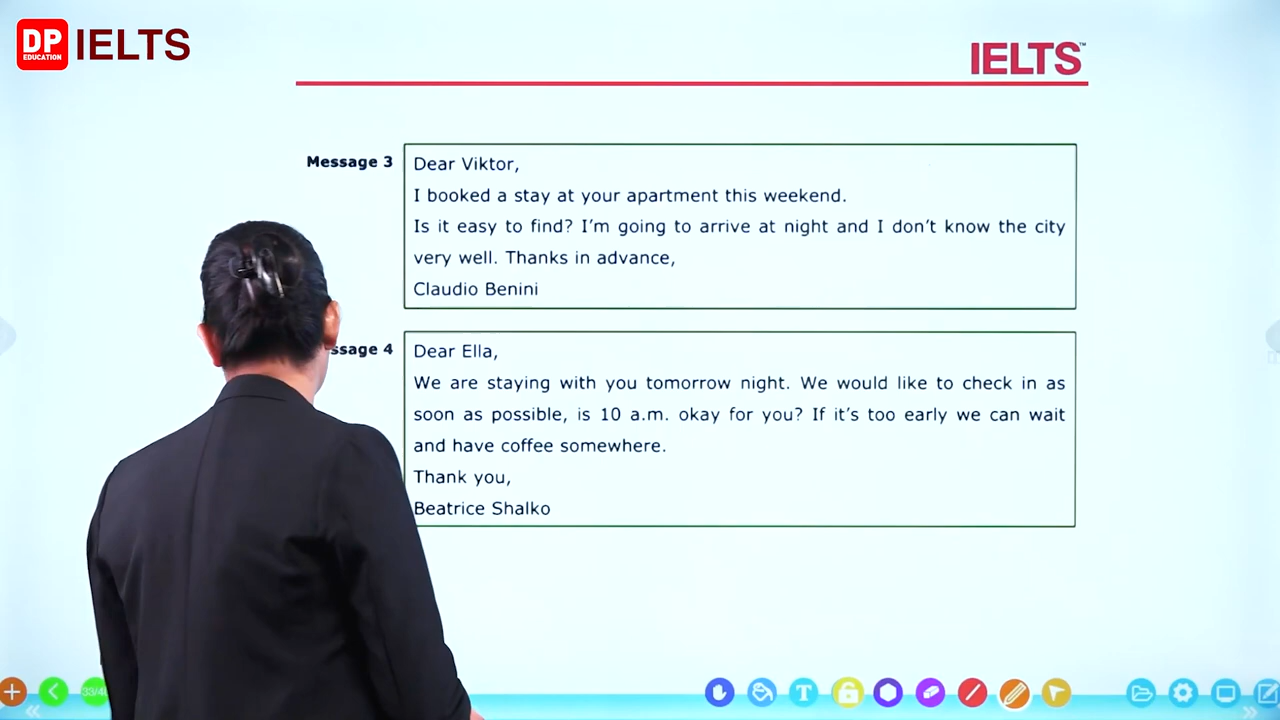 DP
EDUCATION
IELTS
IELTS™
Message 3
Dear Viktor,
I booked a stay at your apartment this weekend.
Is it easy to find? I'm going to arrive at night and I don't know the city
very well. Thanks in advance,
Claudio Benini
ssage 4
Dear Ella,
We are staying with you tomorrow night. We would like to check in as
soon as possible, is 10 a.m. okay for you? If it's too early we can wait
and have coffee somewhere.
Thank you,
Beatrice Shalko
T